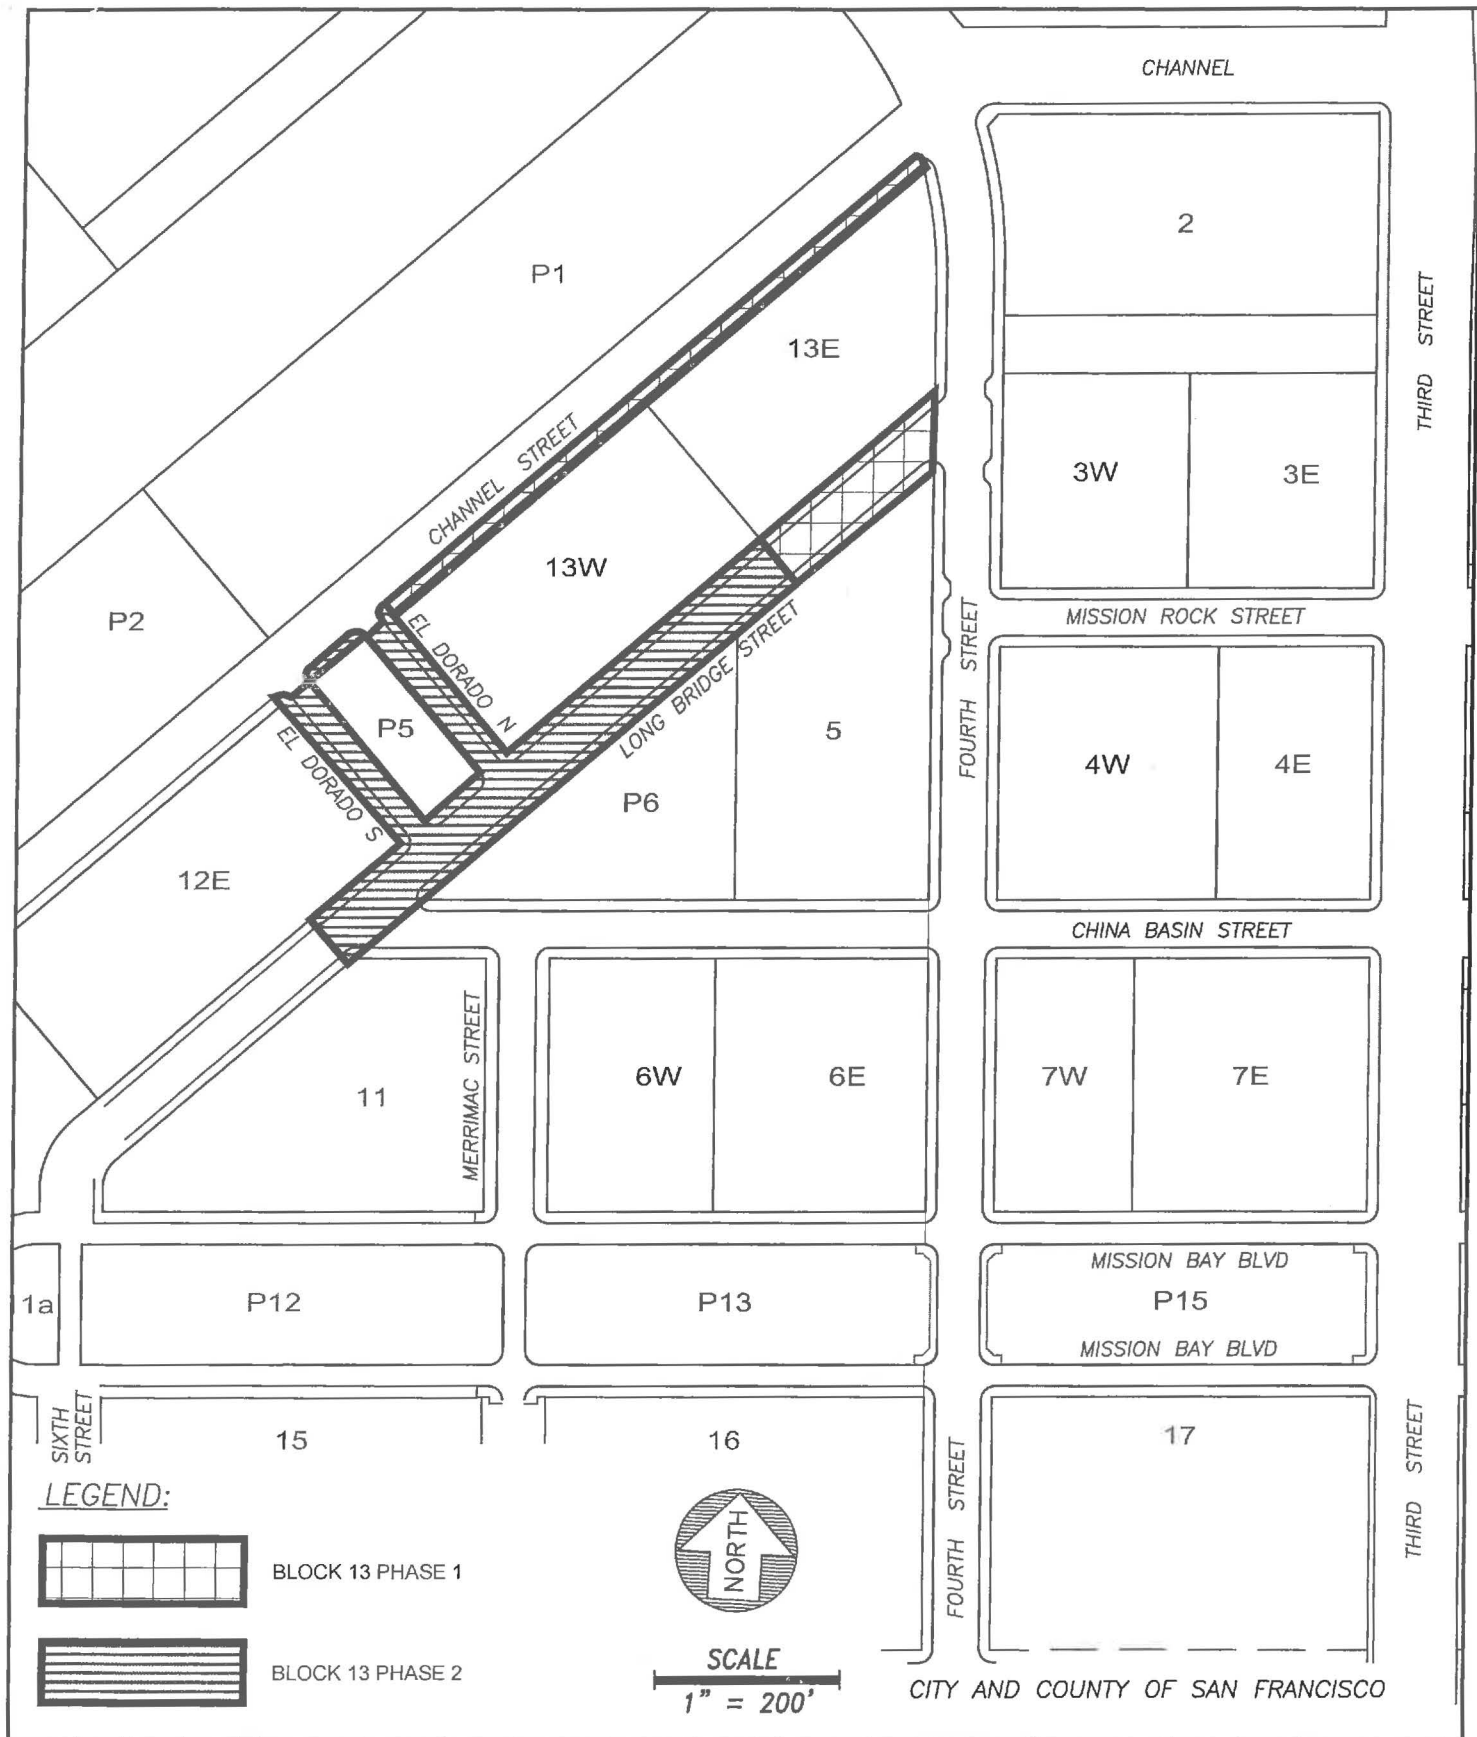 CHANNEL
2
THIRD STREET
P1
13E
CHANNEL STREET
3W
3E
13W
P2
EL DORADO N
MISSION ROCK STREET
FOURTH STREET
LONG BRIDGE STREET
P5
5
4W
4E
EL DORADO S
P6
12E
CHINA BASIN STREET
MERRIMAC STREET
11
6W
6E
7W
7E
MISSION BAY BLVD
1a
P12
P13
P15
MISSION BAY BLVD
SIXTH
STREET
15
16
17
FOURTH STREET
THIRD STREET
LEGEND:
BLOCK 13 PHASE 1
BLOCK 13 PHASE 2
NORTH
SCALE
1" = 200'
CITY AND COUNTY OF SAN FRANCISCO